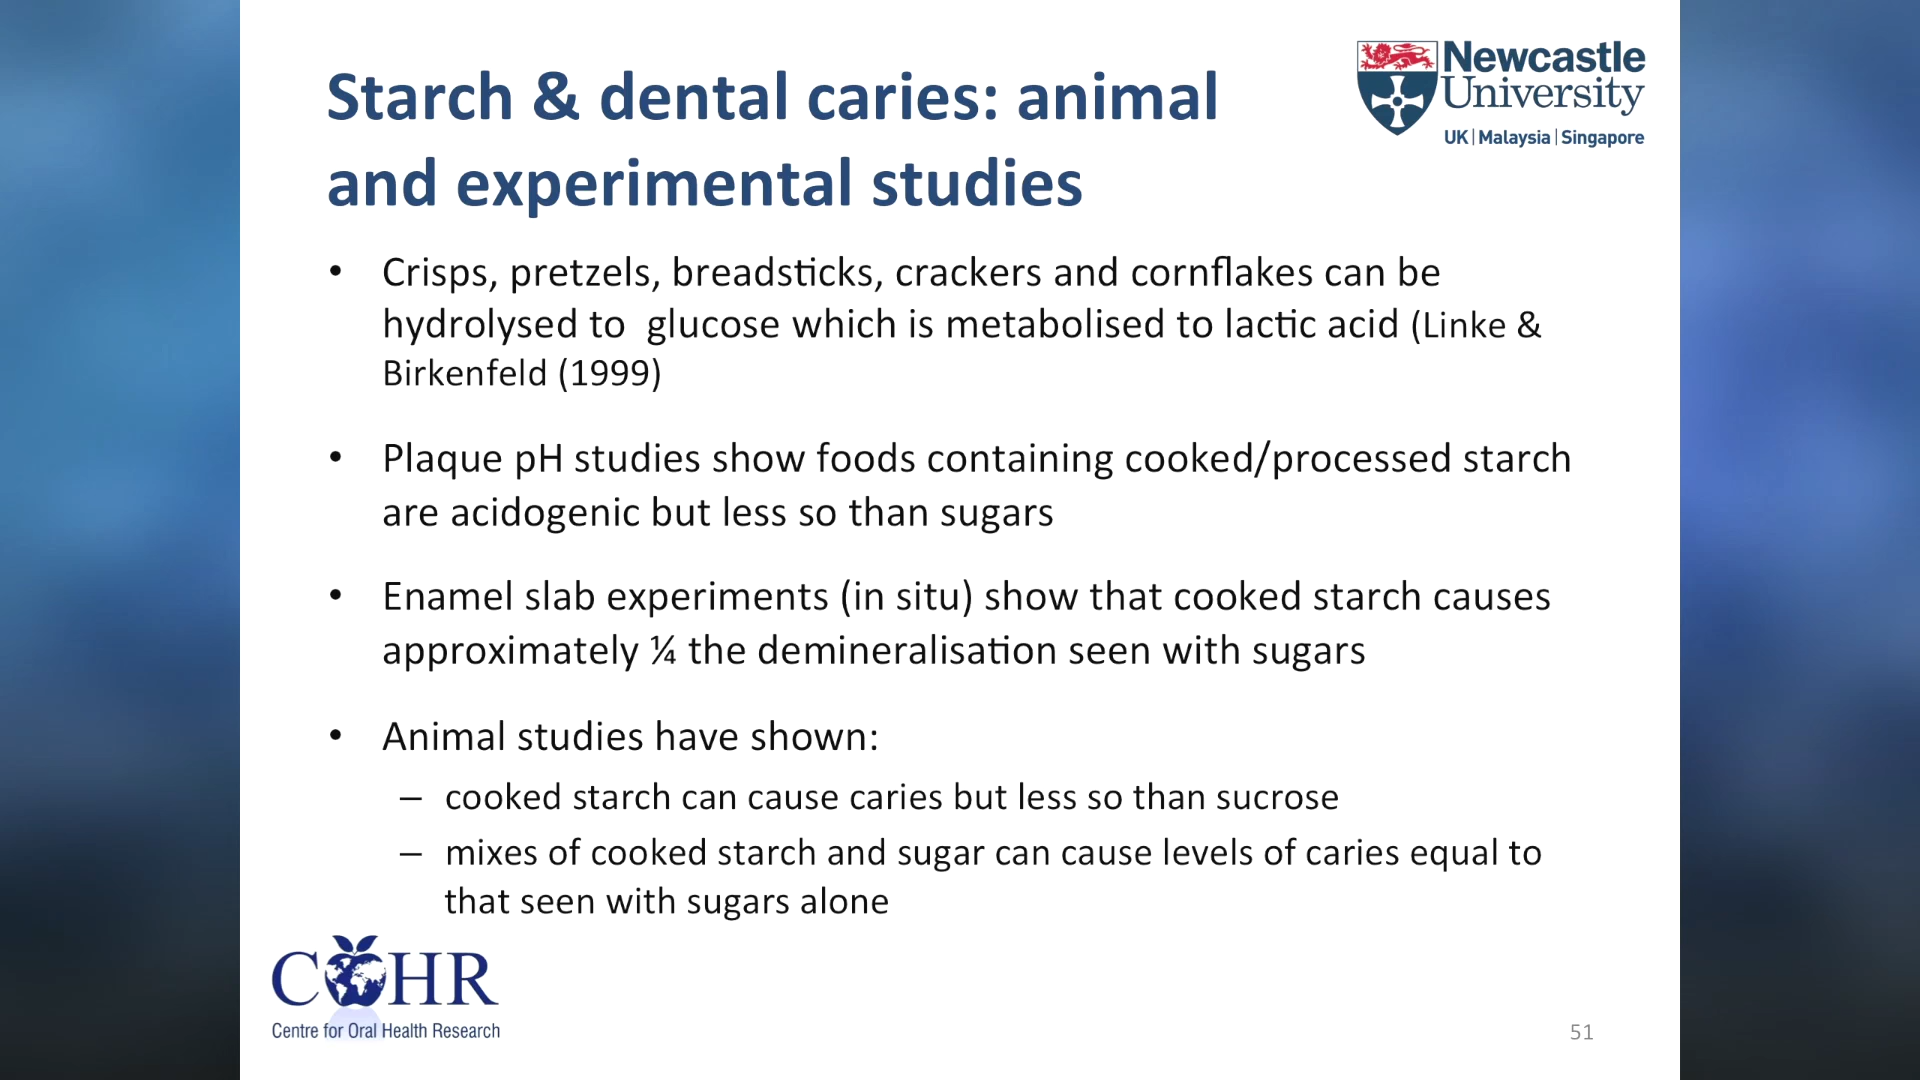 Starch & dental caries: animal
and experimental studies
Newcastle
University
UK | Malaysia | Singapore
• Crisps, pretzels, breadsticks, crackers and cornflakes can be
hydrolysed to  glucose which is metabolised to lactic acid (Linke &
Birkenfeld (1999)
• Plaque pH studies show foods containing cooked/processed starch
are acidogenic but less so than sugars
• Enamel slab experiments (in situ) show that cooked starch causes
approximately ¼ the demineralisation seen with sugars
• Animal studies have shown:
– cooked starch can cause caries but less so than sucrose
– mixes of cooked starch and sugar can cause levels of caries equal to
that seen with sugars alone
COHR
Centre for Oral Health Research
51